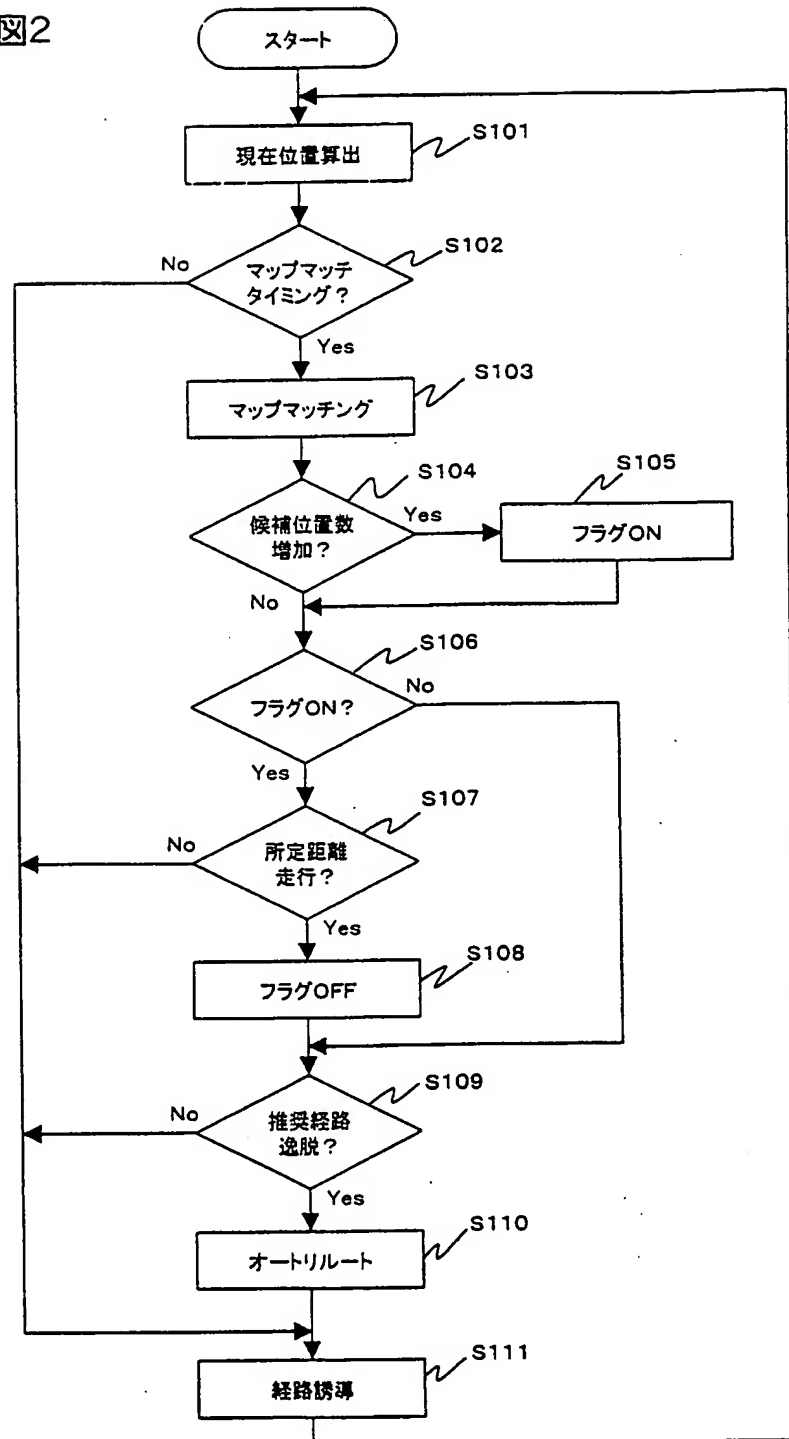 図2
スタート
S101
現在位置算出
S102
No
マップマッチ
タイミング？
Yes
S103
マップマッチング
S104
S105
候補位置数
増加？
Yes
フラグON
No
S106
フラグON？
No
Yes
S107
No
所定距離
走行？
Yes
S108
フラグOFF
S109
No
推奨経路
逸脱？
Yes
S110
オートリルート
S111
経路誘導